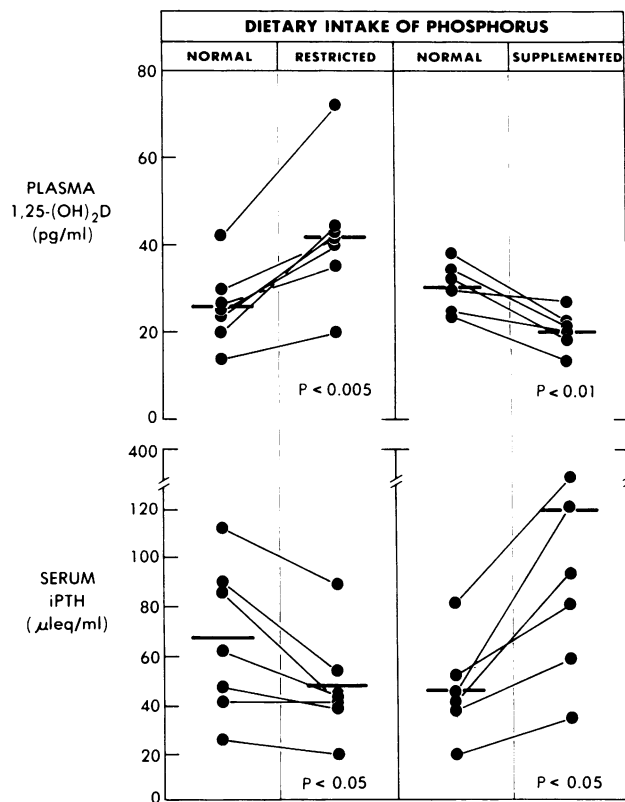 DIETARY INTAKE OF PHOSPHORUS
NORMAL RESTRICTED NORMAL SUPPLEMENTED
80
60
PLASMA
1,25-(OH)₂D
(pg/ml)
40
20
P < 0.005 P < 0.01
0
400
120
100
SERUM
iPTH
(μleq/ml)
80
60
40
20
P < 0.05 P < 0.05
0